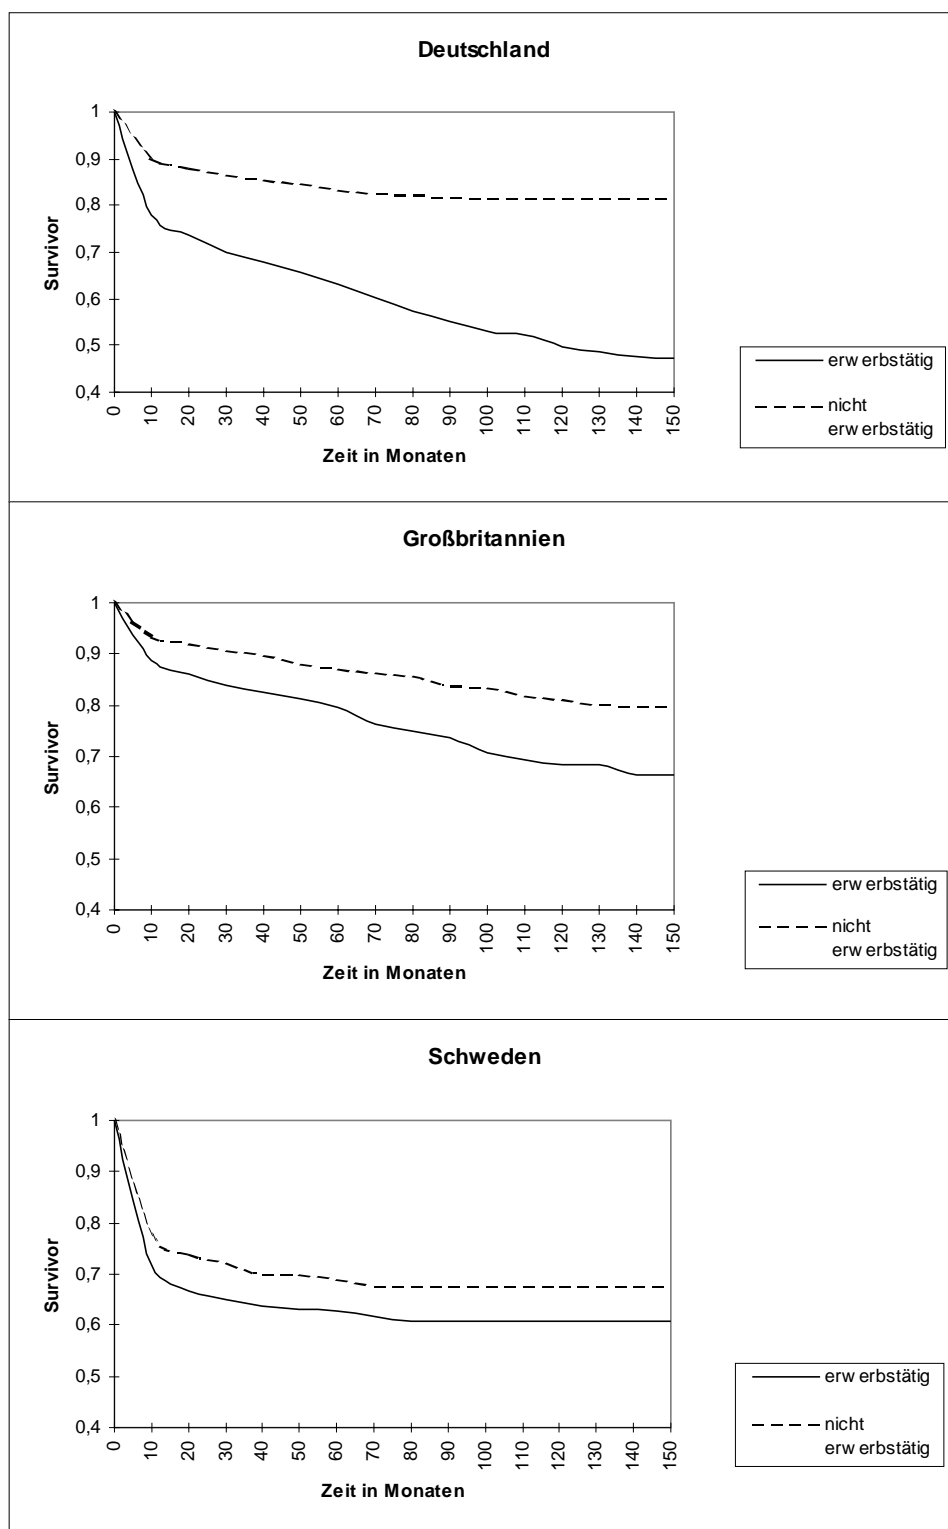 Deutschland
1
0,9
0,8
0,7
0,6
0,5
0,4
Survivor
0 10 20 30 40 50 60 70 80 90 100 110 120 130 140 150
Zeit in Monaten
erw erbstätig
nicht
erw erbstätig
Großbritannien
1
0,9
0,8
0,7
0,6
0,5
0,4
Survivor
0 10 20 30 40 50 60 70 80 90 100 110 120 130 140 150
Zeit in Monaten
erw erbstätig
nicht
erw erbstätig
Schweden
1
0,9
0,8
0,7
0,6
0,5
0,4
Survivor
0 10 20 30 40 50 60 70 80 90 100 110 120 130 140 150
Zeit in Monaten
erw erbstätig
nicht
erw erbstätig